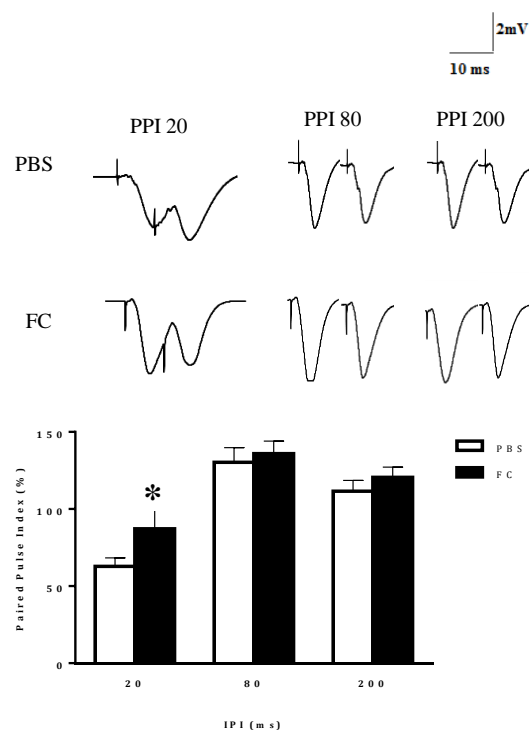 2mV
10 ms
PPI 20 PPI 80 PPI 200
PBS
FC
150
100
50
0
Paired Pulse Index (%)
*
PBS
FC
20 80 200
IPI (ms)